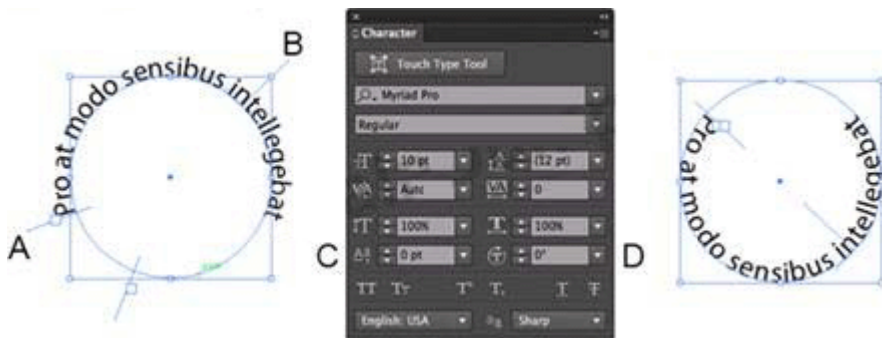 Pro at modo sensibus intellegebat
A
B
C
Character
Touch Type Tool
Myriad Pro
Regular
10 pt
(12 pt)
Auto
0
100%
100%
0 pt
0°
English: USA
Sharp
D
Pro at modo sensibus intellegebat